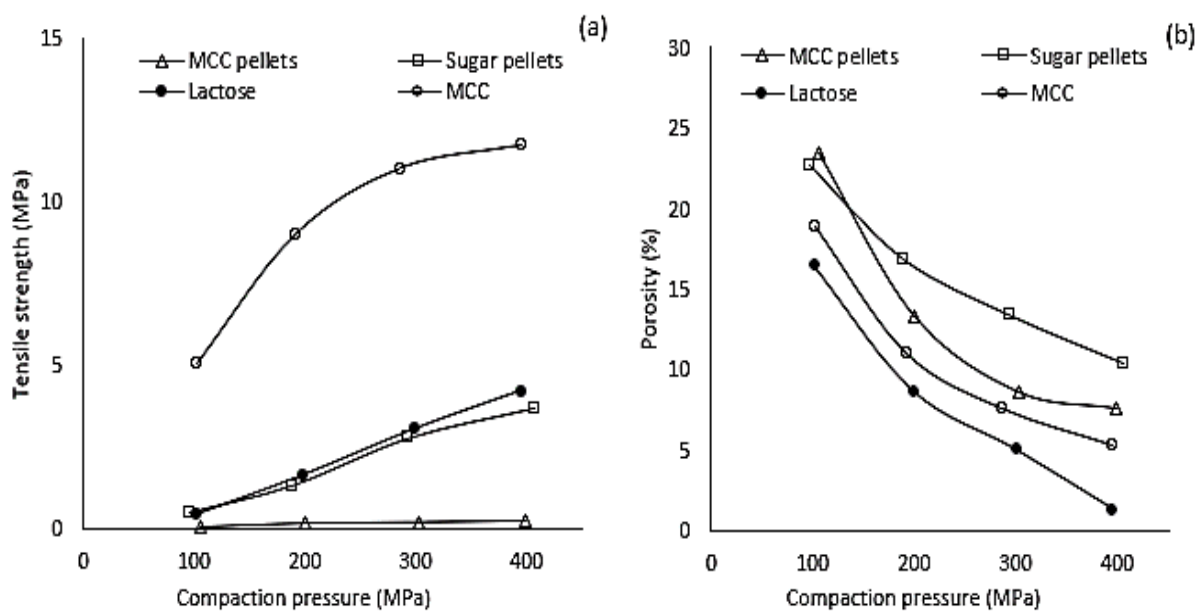 (a)
15
MCC pellets
Sugar pellets
Lactose
MCC
10
5
0
Tensile strength (MPa)
0 100 200 300 400
Compaction pressure (MPa)
(b)
30
MCC pellets
Sugar pellets
Lactose
MCC
25
20
15
10
5
0
Porosity (%)
0 100 200 300 400
Compaction pressure (MPa)